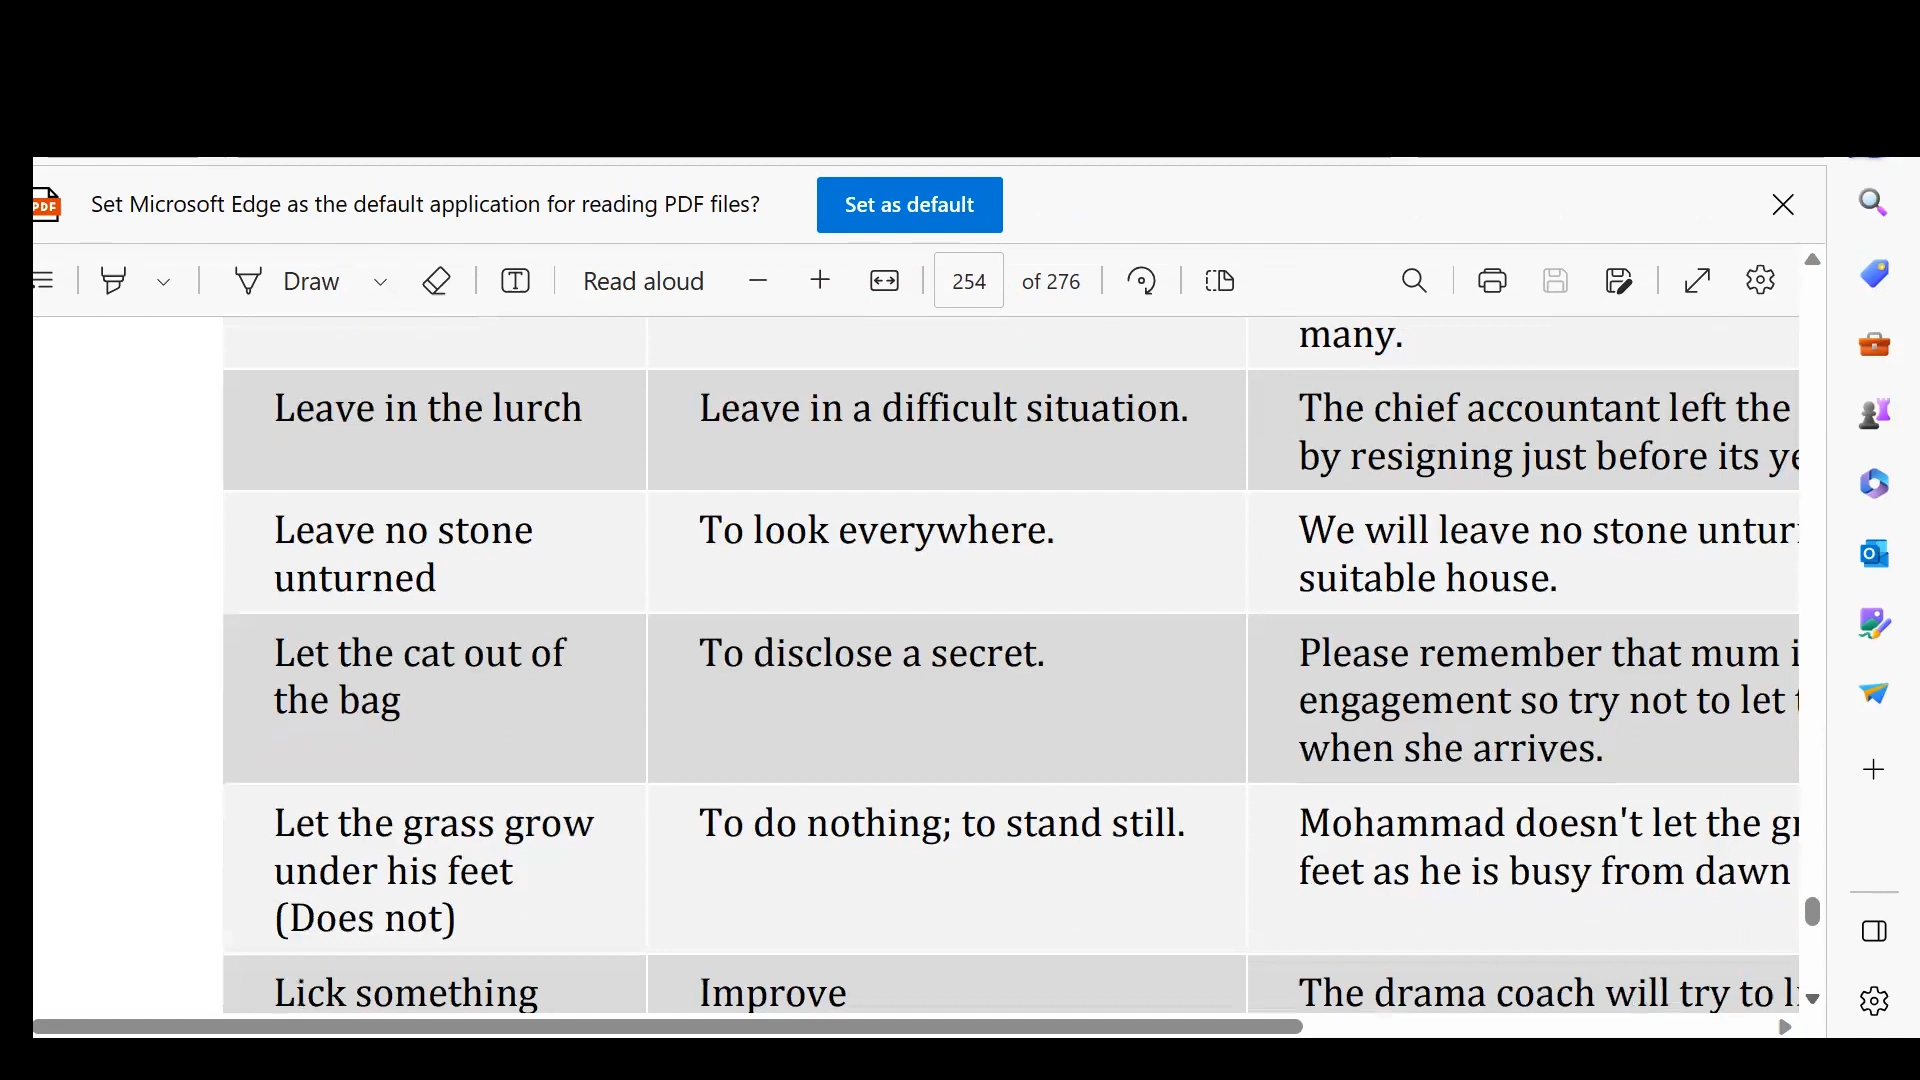 Set Microsoft Edge as the default application for reading PDF files? Set as default
Draw Read aloud 254 of 276
many.
Leave in the lurch Leave in a difficult situation. The chief accountant left the
by resigning just before its
Leave no stone To look everywhere. We will leave no stone
unturned suitable house.
Let the cat out of To disclose a secret. Please remember that mum
the bag engagement so try not to let
when she arrives.
Let the grass grow To do nothing; to stand still. Mohammad doesn't let the
under his feet feet as he is busy from dawn
(Does not)
Lick something Improve The drama coach will try to